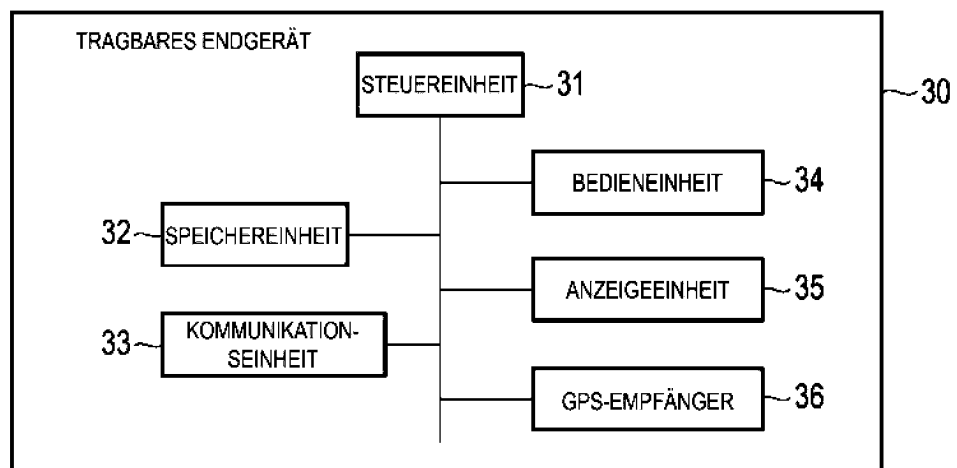 TRAGBARES ENDGERÄT
STEUEREINHEIT
31
30
BEDIENEINHEIT
34
32
SPEICHEREINHEIT
ANZEIGEEINHEIT
35
33
KOMMUNIKATION-
SEINHEIT
GPS-EMPFÄNGER
36